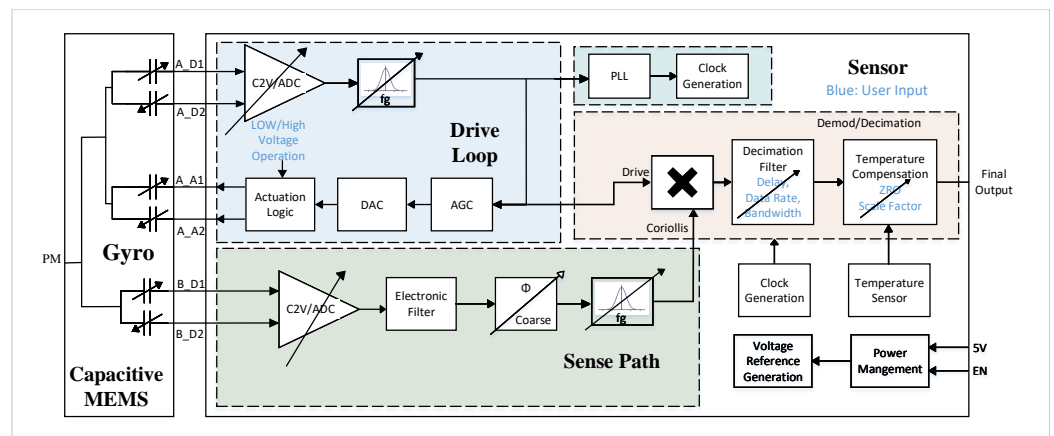 A_D1
A_D2
A_A1
A_A2
B_D1
B_D2
PM
Gyro
Capacitive
MEMS
C2V/ADC
fg
LOW/High
Voltage
Operation
Drive
Loop
Actuation
Logic
DAC
AGC
PLL
Clock
Generation
Sensor
Blue: User Input
Demod/Decimation
Drive
Coriollis
Decimation
Filter
Delay,
Data Rate,
Bandwidth
Temperature
Compensation
ZRO
Scale Factor
Final
Output
C2V/ADC
Electronic
Filter
Φ
Coarse
fg
Sense Path
Clock
Generation
Temperature
Sensor
Voltage
Reference
Generation
Power
Mangement
5V
EN